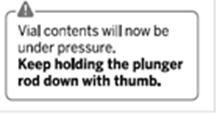 Vial contents will now be
under pressure.
Keep holding the plunger
rod down with thumb.